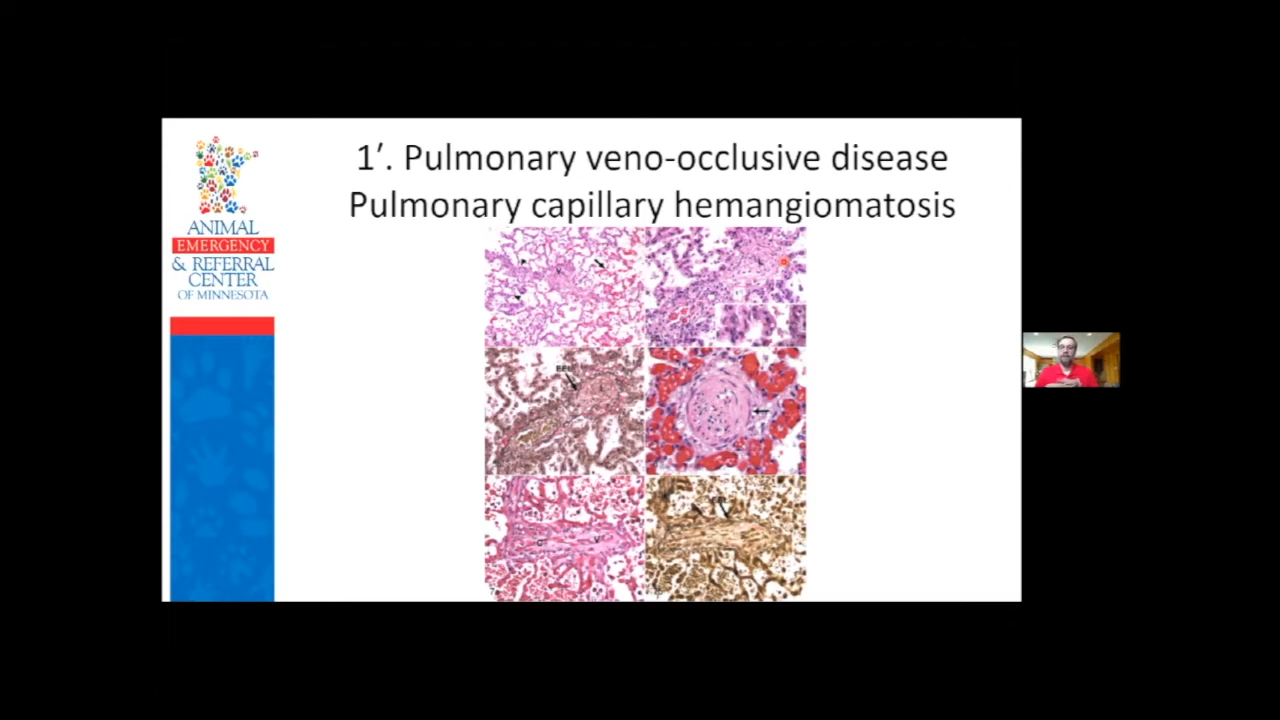 1′. Pulmonary veno-occlusive disease
Pulmonary capillary hemangiomatosis
ANIMAL
EMERGENCY
& REFERRAL
CENTER
OF MINNESOTA
V